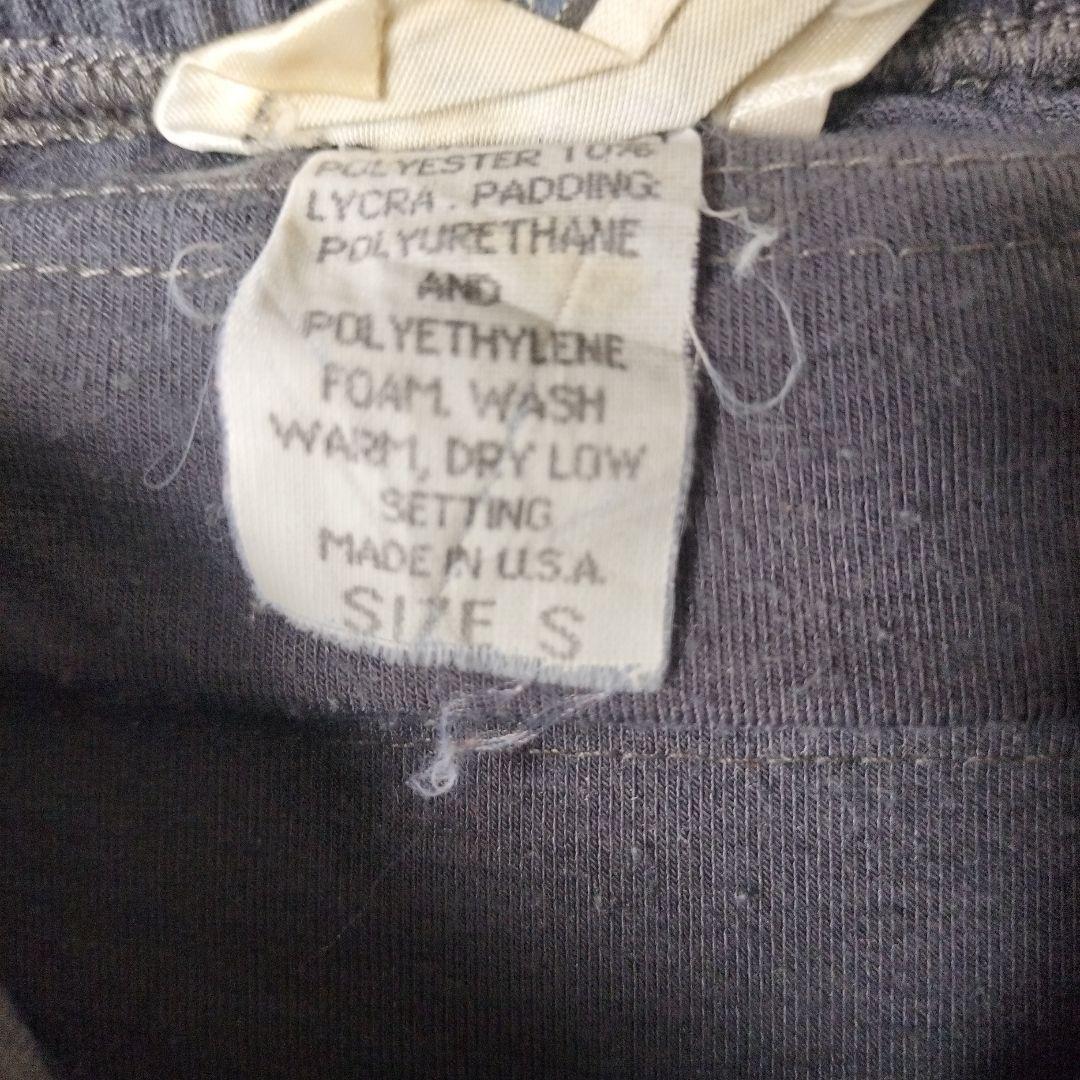 POLYESTER 10%
LYCRA. PADDING:
POLYURETHANE
AND
POLYETHYLENE
FOAM. WASH
WARM, DRY LOW
SETTING
MADE IN U.S.A.
SIZE S